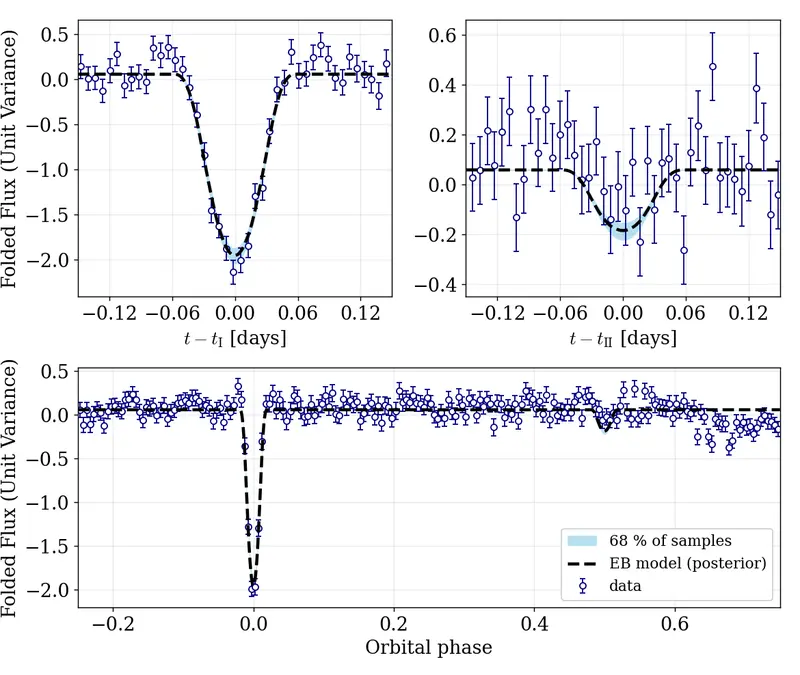 Folded Flux (Unit Variance)
0.5
0.0
−0.5
−1.0
−1.5
−2.0
−0.12 −0.06 0.00 0.06 0.12
t − tI [days]
0.6
0.4
0.2
0.0
−0.2
−0.4
−0.12 −0.06 0.00 0.06 0.12
t − tII [days]
Folded Flux (Unit Variance)
0.5
0.0
−0.5
−1.0
−1.5
−2.0
68 % of samples
EB model (posterior)
data
−0.2 0.0 0.2 0.4 0.6
Orbital phase